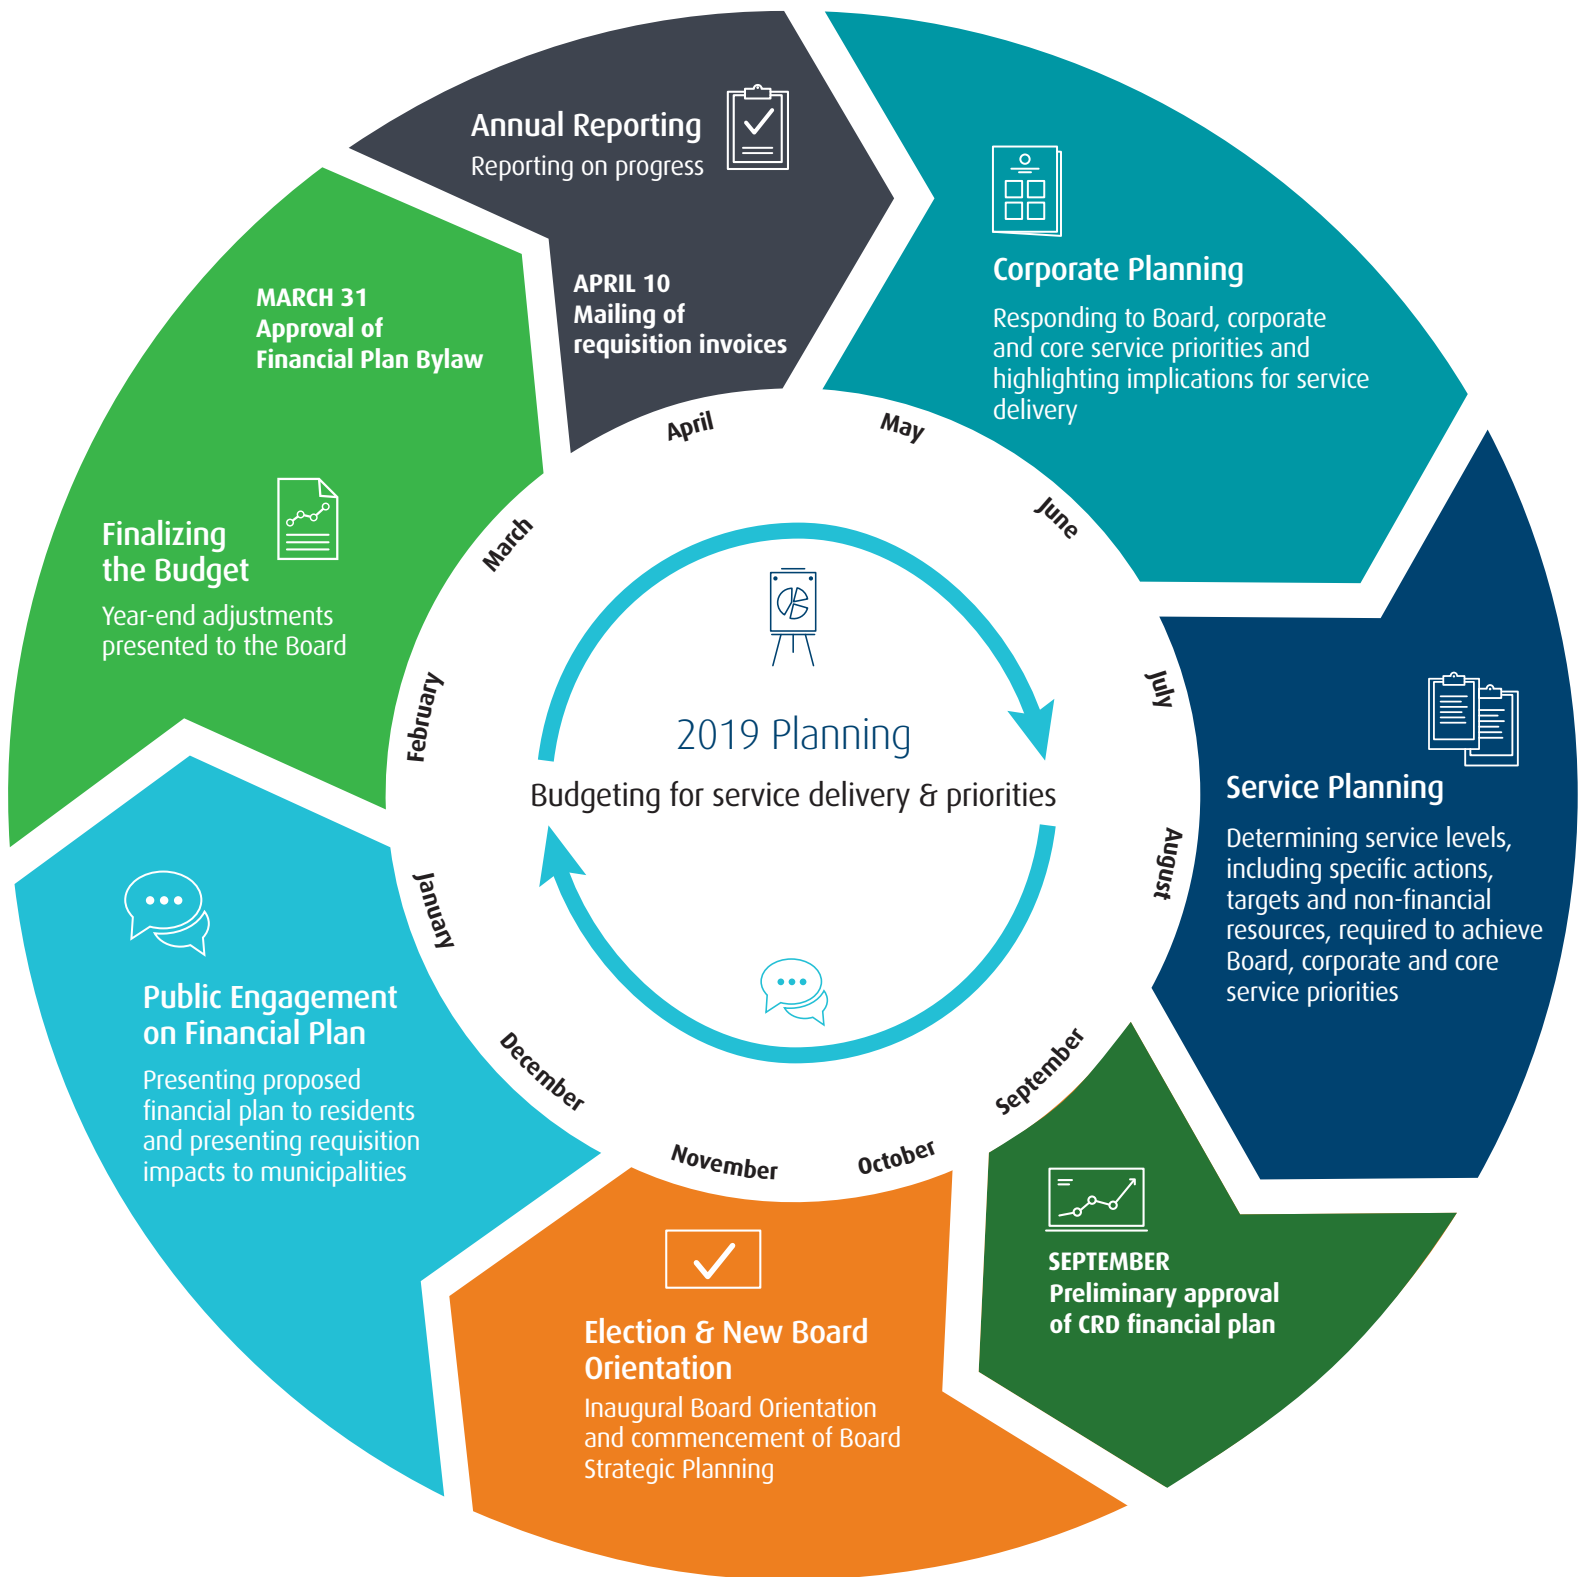 Annual Reporting
Reporting on progress
APRIL 10
Mailing of
requisition invoices
Corporate Planning
Responding to Board, corporate
and core service priorities and
highlighting implications for service
delivery
Service Planning
Determining service levels,
including specific actions,
targets and non-financial
resources, required to achieve
Board, corporate and core
service priorities
SEPTEMBER
Preliminary approval
of CRD financial plan
Election & New Board
Orientation
Inaugural Board Orientation
and commencement of Board
Strategic Planning
Public Engagement
on Financial Plan
Presenting proposed
financial plan to residents
and presenting requisition
impacts to municipalities
MARCH 31
Approval of
Financial Plan Bylaw
Finalizing
the Budget
Year-end adjustments
presented to the Board
April
May
June
July
August
September
October
November
December
January
February
March
2019 Planning
Budgeting for service delivery & priorities